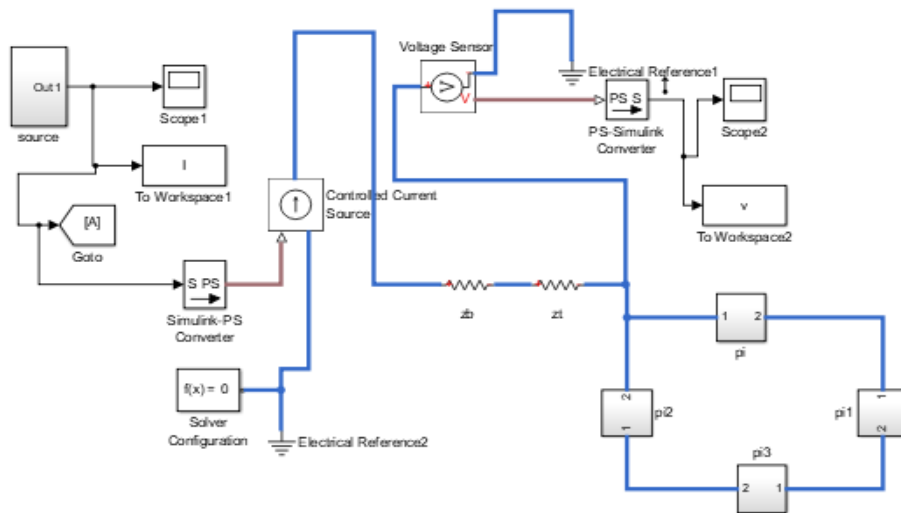 Voltage Sensor
Out1
source
Scope1
I
To Workspace1
[A]
Goto
S PS
Simulink-PS
Converter
Controlled Current
Source
f(x) = 0
Solver
Configuration
Electrical Reference2
V
V
Electrical Reference1
PS S
PS-Simulink
Converter
Scope2
v
To Workspace2
zfb
zt
1
2
pi
2
1
pi2
1
2
pi1
pi3
2
1